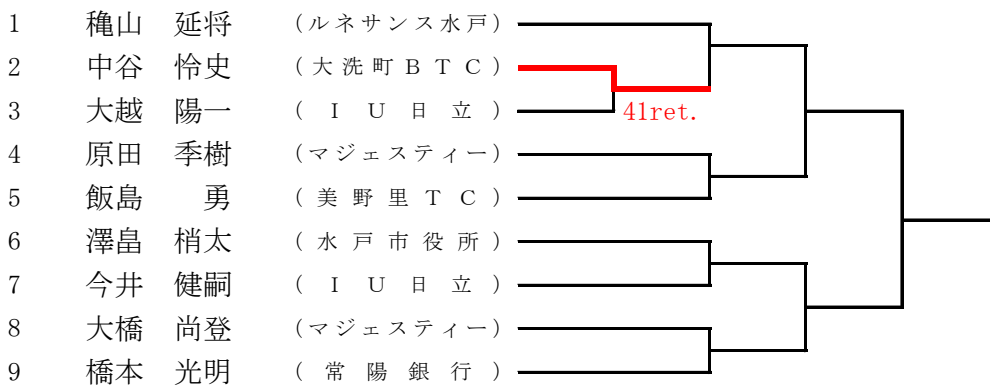 1 穐山 延将 (ルネサンス水戸)
2 中谷 怜史 (大洗町BTC)
3 大越 陽一 (IU日立)
41ret.
4 原田 季樹 (マジェスティー)
5 飯島 勇 (美野里TC)
6 澤畠 梢太 (水戸市役所)
7 今井 健嗣 (IU日立)
8 大橋 尚登 (マジェスティー)
9 橋本 光明 (常陽銀行)